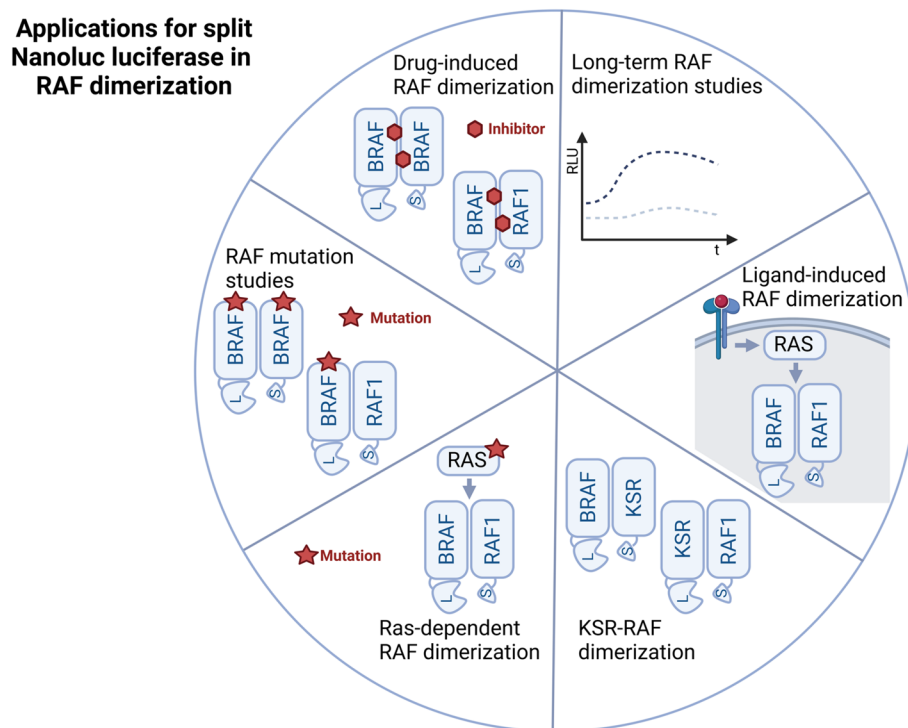 Applications for split
Nanoluc luciferase in
RAF dimerization
Drug-induced
RAF dimerization
BRAF
BRAF
L
S
Inhibitor
BRAF
RAF1
L
S
Long-term RAF
dimerization studies
RLU
t
RAF mutation
studies
BRAF
BRAF
L
S
Mutation
BRAF
RAF1
L
S
Ligand-induced
RAF dimerization
RAS
BRAF
RAF1
L
S
RAS
Mutation
BRAF
RAF1
L
S
Ras-dependent
RAF dimerization
BRAF
KSR
L
S
KSR
RAF1
L
S
KSR-RAF
dimerization